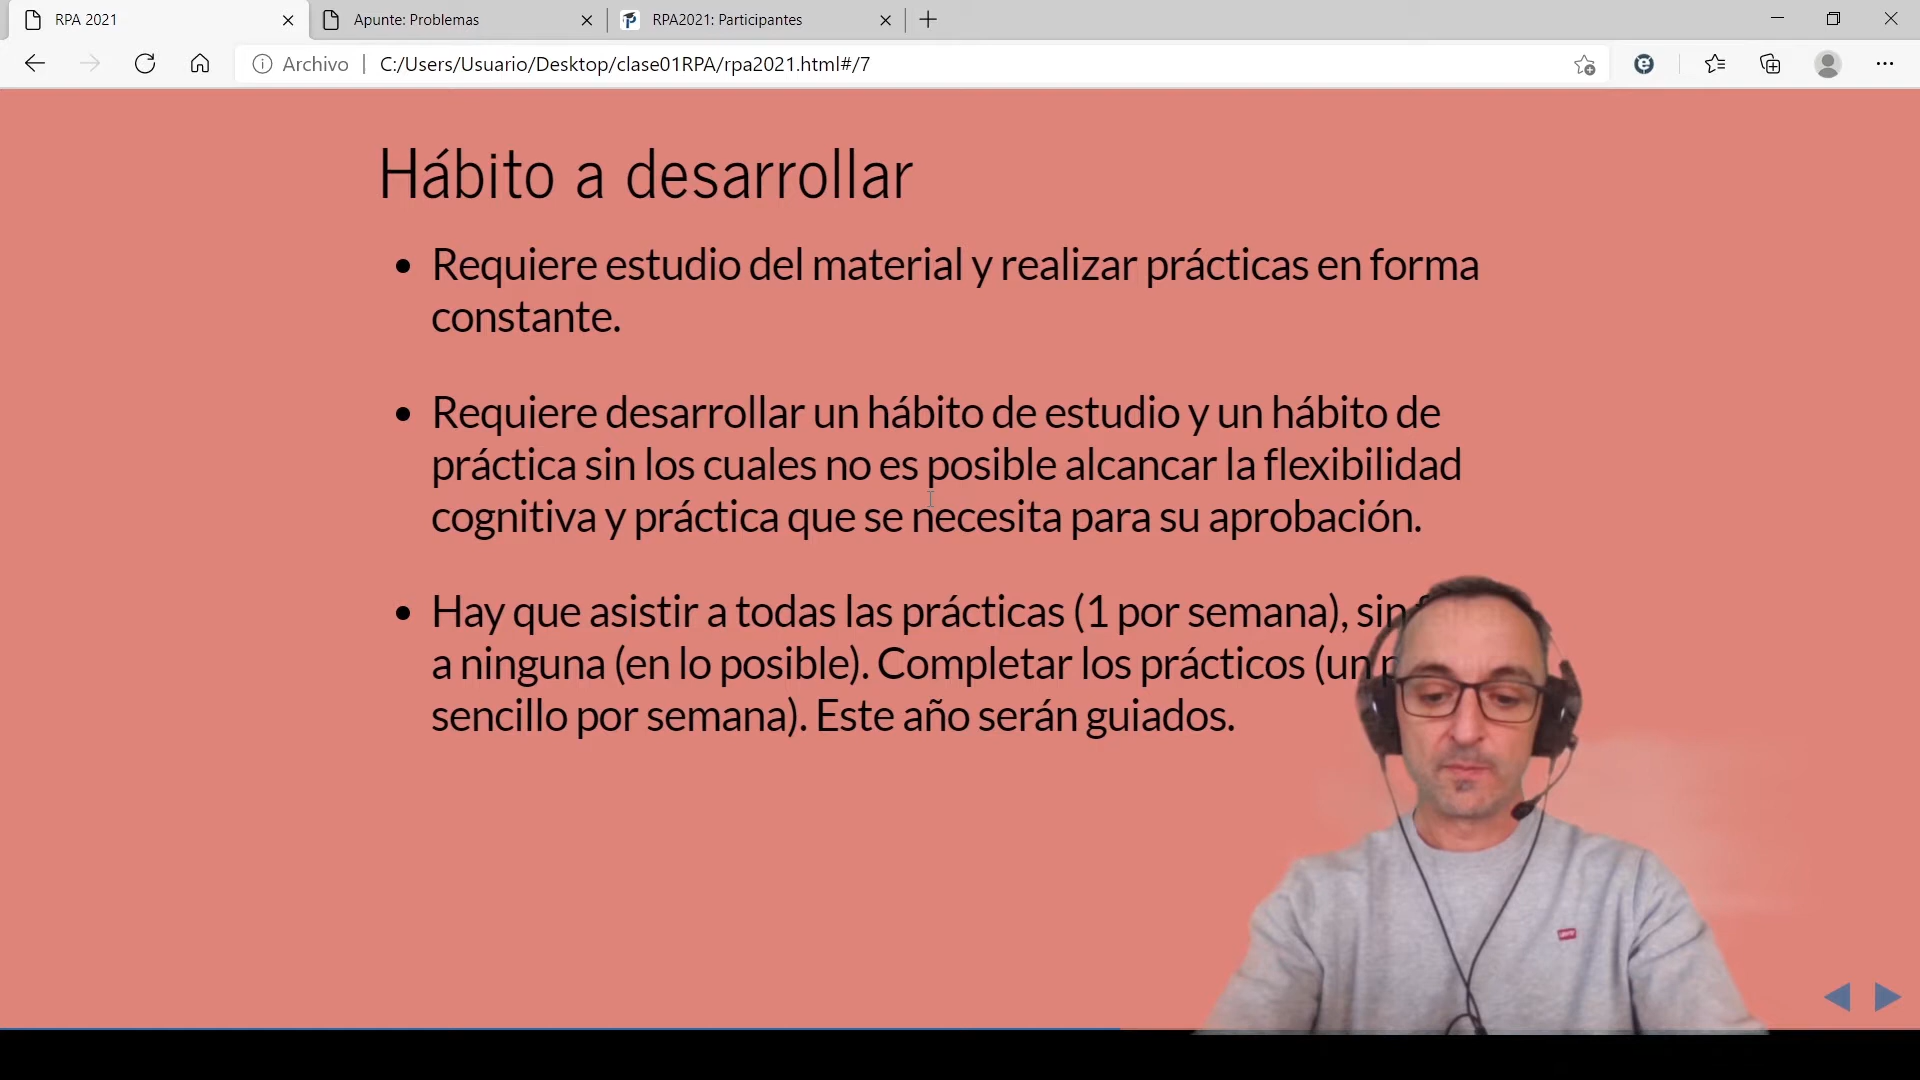 RPA 2021
Apunte: Problemas
RPA2021: Participantes
Archivo
C:/Users/Usuario/Desktop/clase01RPA/rpa2021.html#/7
Hábito a desarrollar
Requiere estudio del material y realizar prácticas en forma
constante.
Requiere desarrollar un hábito de estudio y un hábito de
práctica sin los cuales no es posible alcancar la flexibilidad
cognitiva y práctica que se necesita para su aprobación.
Hay que asistir a todas las prácticas (1 por semana), sin
a ninguna (en lo posible). Completar los prácticos (un
sencillo por semana). Este año serán guiados.